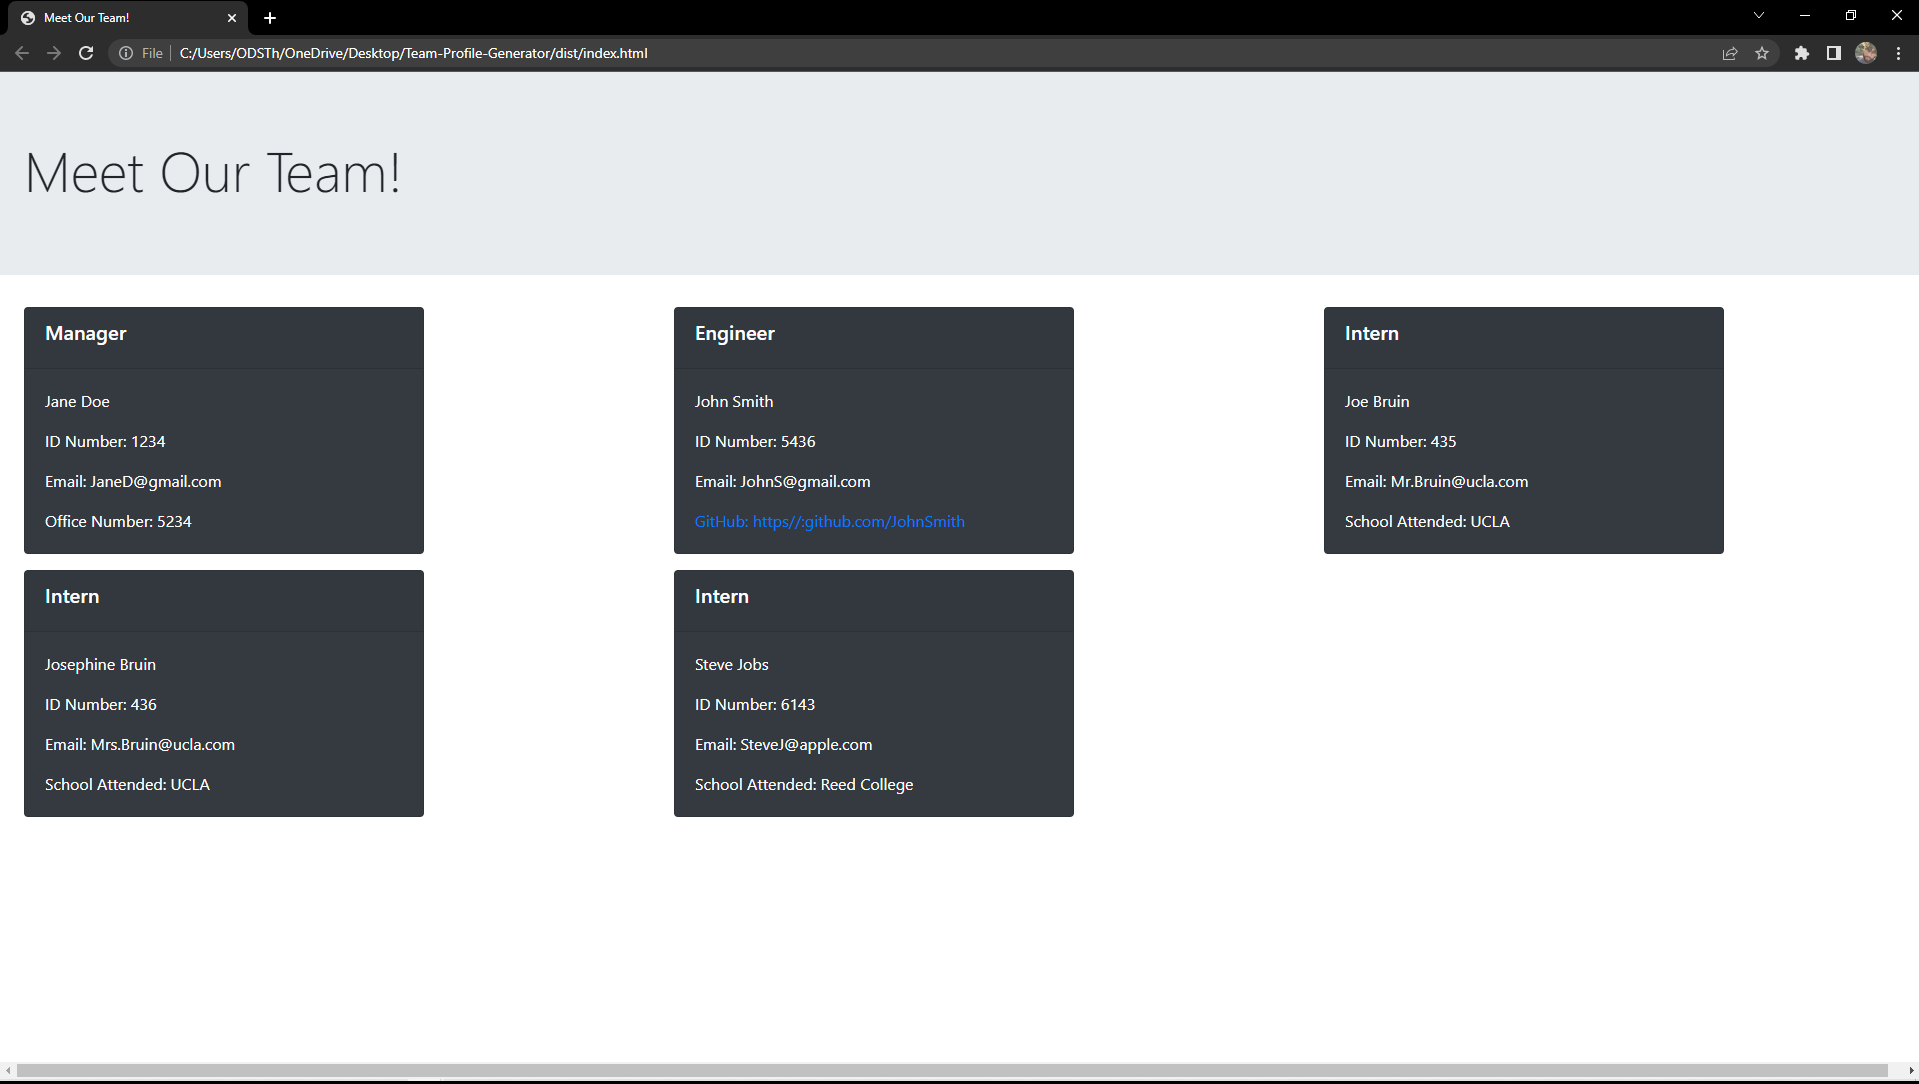 Meet Our Team!
File
C:/Users/ODSTh/OneDrive/Desktop/Team-Profile-Generator/dist/index.html
Meet Our Team!
Manager
Jane Doe
ID Number: 1234
Email: JaneD@gmail.com
Office Number: 5234
Engineer
John Smith
ID Number: 5436
Email: JohnS@gmail.com
GitHub: https//:github.com/JohnSmith
Intern
Joe Bruin
ID Number: 435
Email: Mr.Bruin@ucla.com
School Attended: UCLA
Intern
Josephine Bruin
ID Number: 436
Email: Mrs.Bruin@ucla.com
School Attended: UCLA
Intern
Steve Jobs
ID Number: 6143
Email: SteveJ@apple.com
School Attended: Reed College